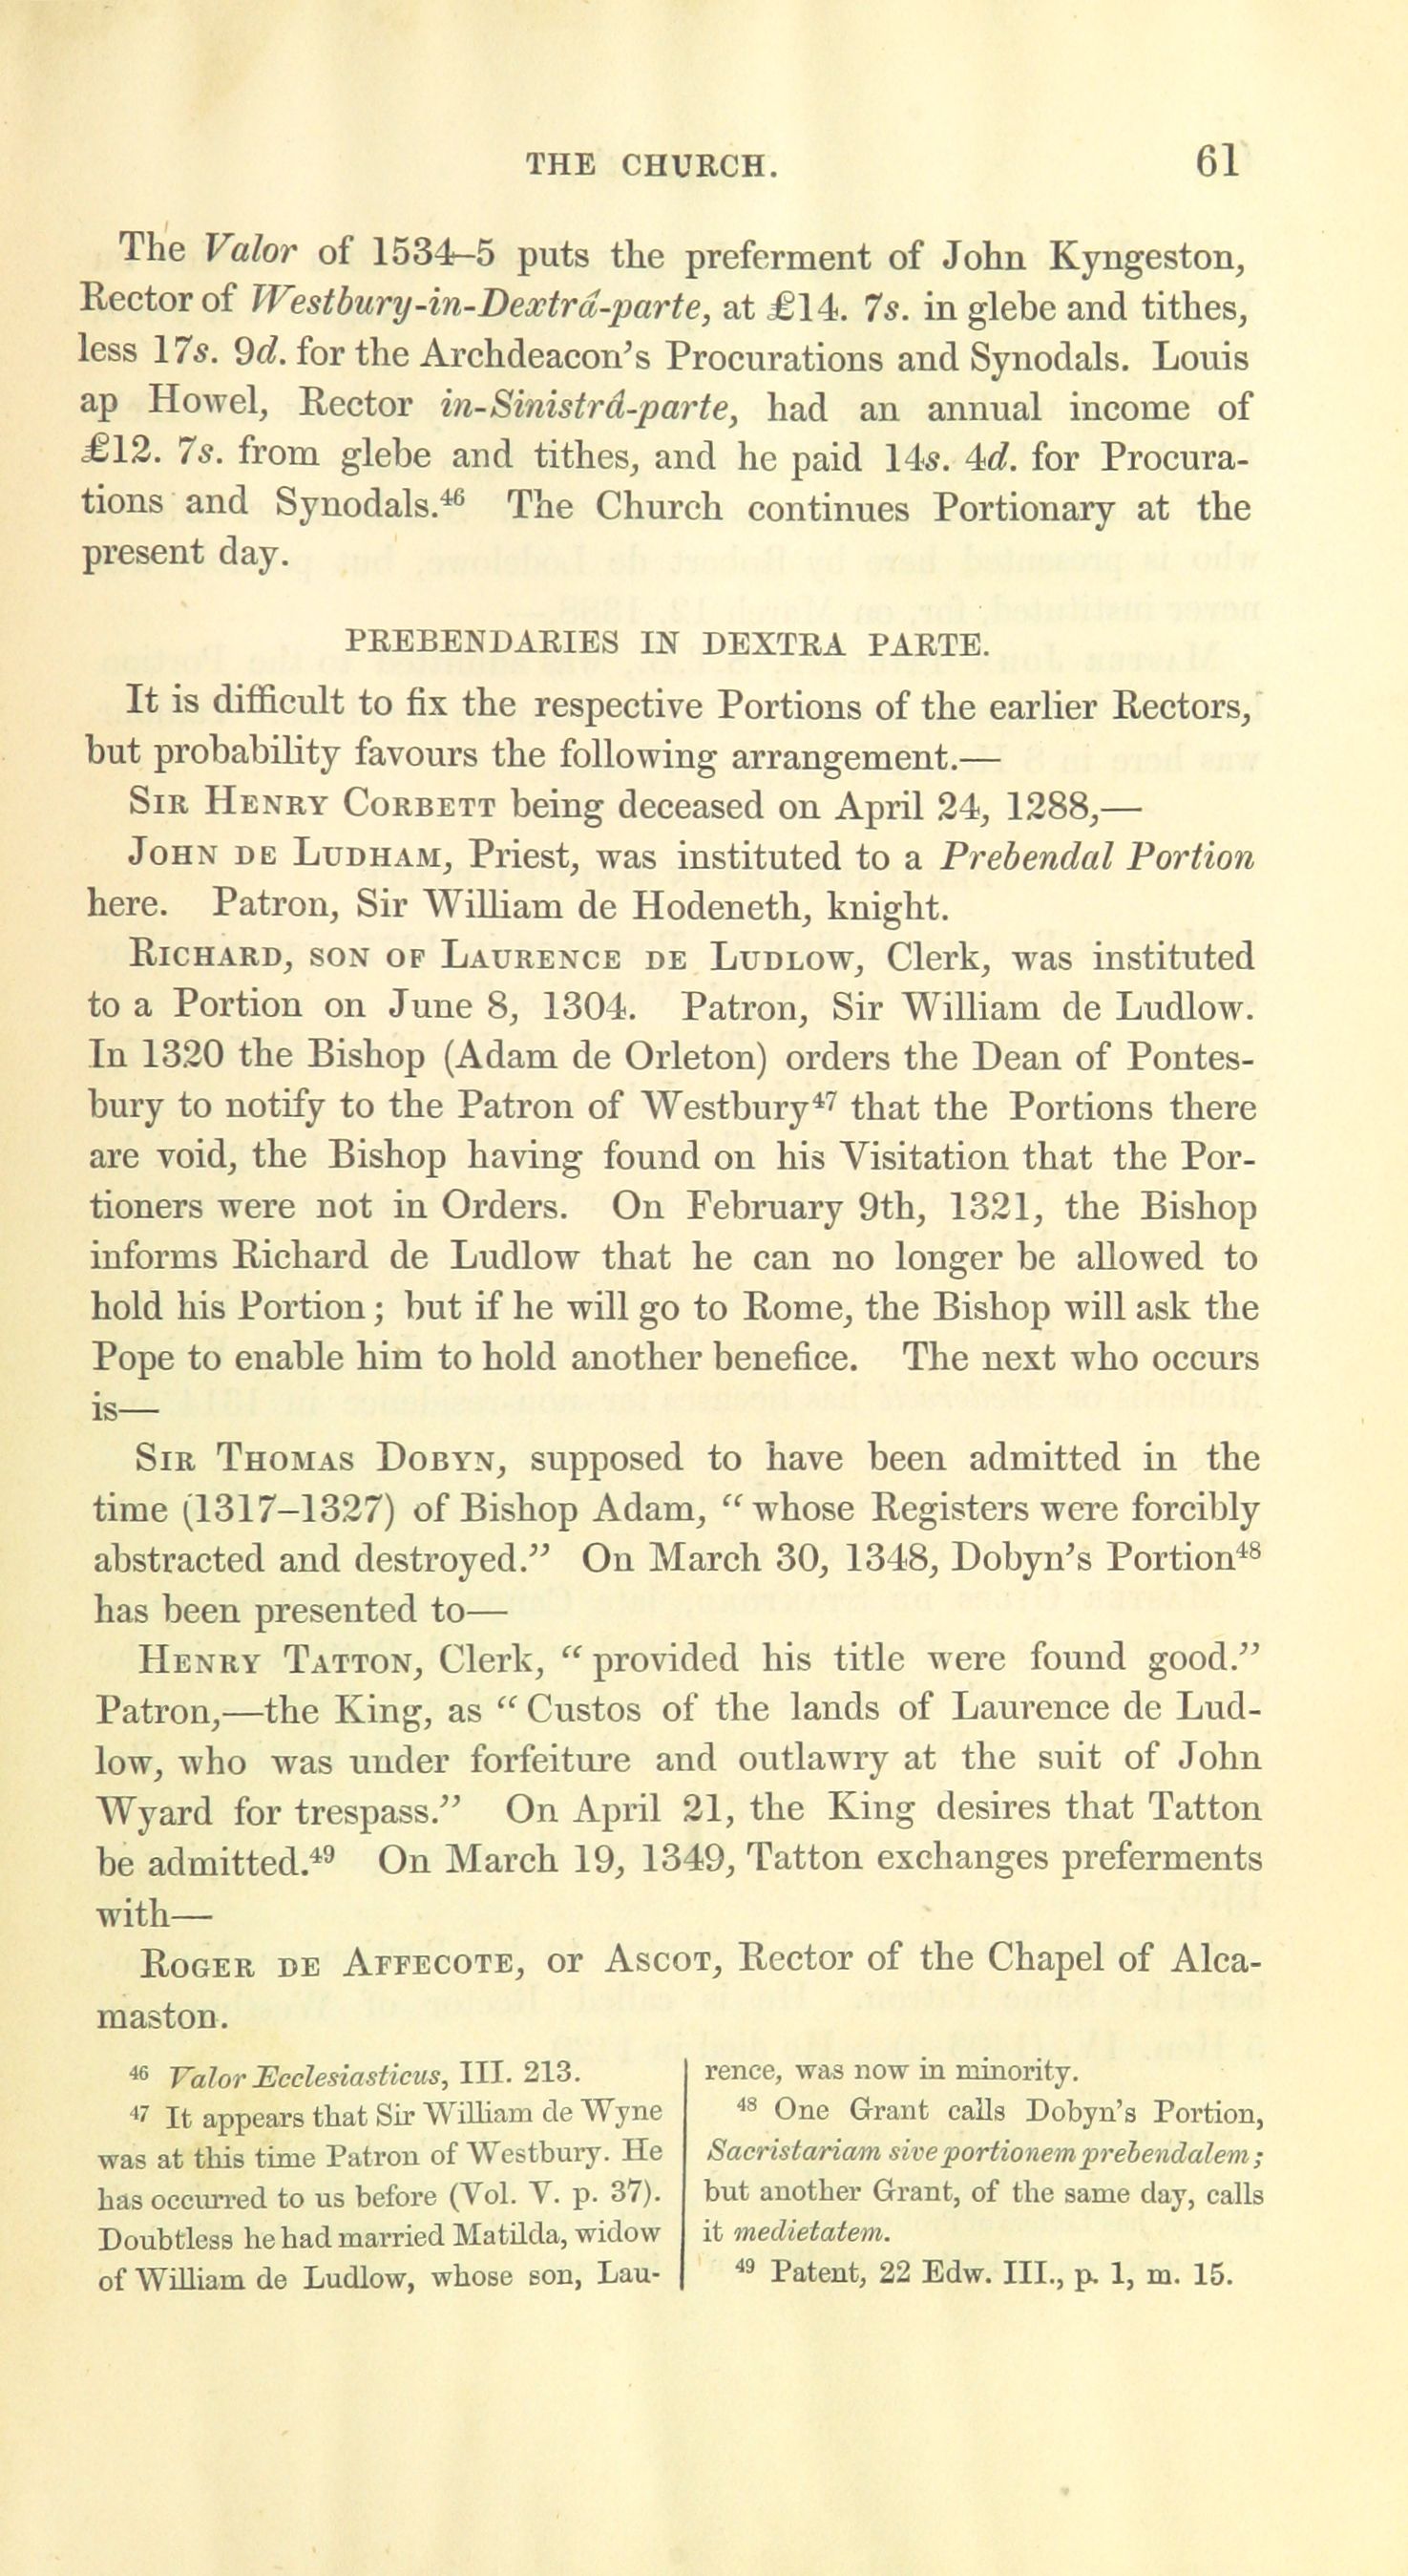 THE CHURCH. 61
The Valor of 1534–5 puts the preferment of John Kyngeston,
Rector of Westbury-in-Dextrâ-parte, at £14. 7s. in glebe and tithes,
less 17s. 9d. for the Archdeacon's Procurations and Synodals. Louis
ap Howel, Rector in-Sinistrâ-parte, had an annual income of
£12. 7s. from glebe and tithes, and he paid 14s. 4d. for Procura-
tions and Synodals.⁴⁶ The Church continues Portionary at the
present day.
PREBENDARIES IN DEXTRA PARTE.
It is difficult to fix the respective Portions of the earlier Rectors,
but probability favours the following arrangement.—
SIR HENRY CORBETT being deceased on April 24, 1288,—
JOHN DE LUDHAM, Priest, was instituted to a Prebendal Portion
here. Patron, Sir William de Hodeneth, knight.
RICHARD, SON OF LAURENCE DE LUDLOW, Clerk, was instituted
to a Portion on June 8, 1304. Patron, Sir William de Ludlow.
In 1320 the Bishop (Adam de Orleton) orders the Dean of Pontes-
bury to notify to the Patron of Westbury⁴⁷ that the Portions there
are void, the Bishop having found on his Visitation that the Por-
tioners were not in Orders. On February 9th, 1321, the Bishop
informs Richard de Ludlow that he can no longer be allowed to
hold his Portion; but if he will go to Rome, the Bishop will ask the
Pope to enable him to hold another benefice. The next who occurs
is—
SIR THOMAS DOBYN, supposed to have been admitted in the
time (1317–1327) of Bishop Adam, "whose Registers were forcibly
abstracted and destroyed." On March 30, 1348, Dobyn's Portion⁴⁸
has been presented to—
HENRY TATTON, Clerk, "provided his title were found good."
Patron,—the King, as "Custos of the lands of Laurence de Lud-
low, who was under forfeiture and outlawry at the suit of John
Wyard for trespass." On April 21, the King desires that Tatton
be admitted.⁴⁹ On March 19, 1349, Tatton exchanges preferments
with—
ROGER DE AFFECOTE, or ASCOT, Rector of the Chapel of Alca-
maston.
⁴⁶ Valor Ecclesiasticus, III. 213.
⁴⁷ It appears that Sir William de Wyne
was at this time Patron of Westbury. He
has occurred to us before (Vol. V. p. 37).
Doubtless he had married Matilda, widow
of William de Ludlow, whose son, Lau-
rence, was now in minority.
⁴⁸ One Grant calls Dobyn's Portion,
Sacristariam sive portionem prebendalem;
but another Grant, of the same day, calls
it medietatem.
⁴⁹ Patent, 22 Edw. III., p. 1, m. 15.